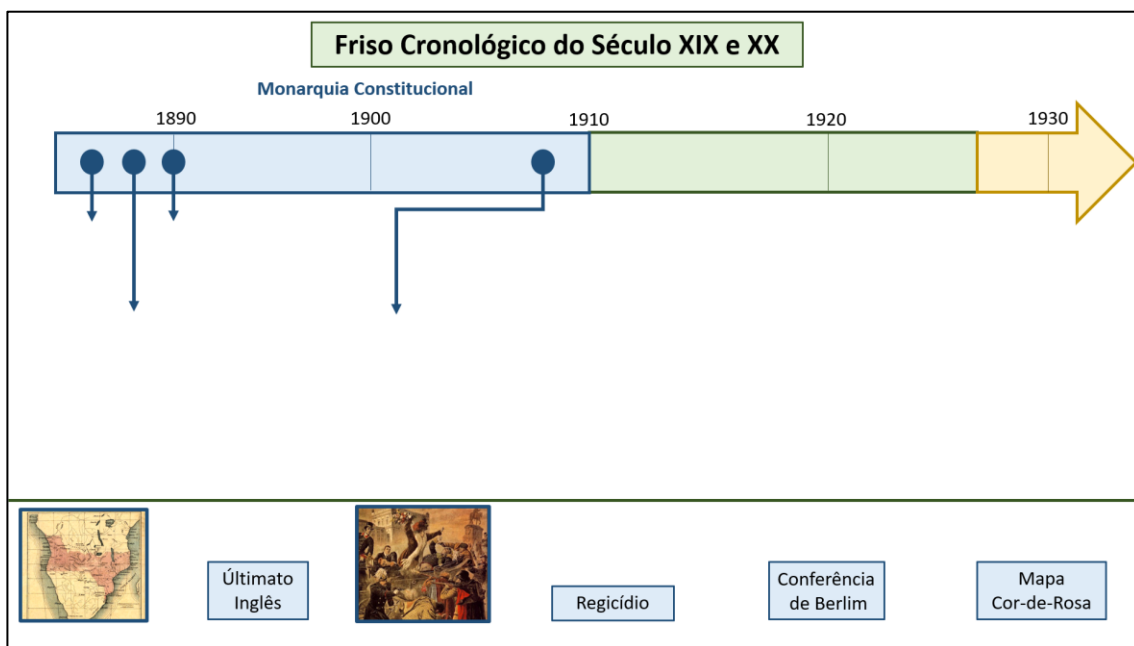 Friso Cronológico do Século XIX e XX
Monarquia Constitucional
1890
1900
1910
1920
1930
Últimato
Inglês
Regicídio
Conferência
de Berlim
Mapa
Cor-de-Rosa